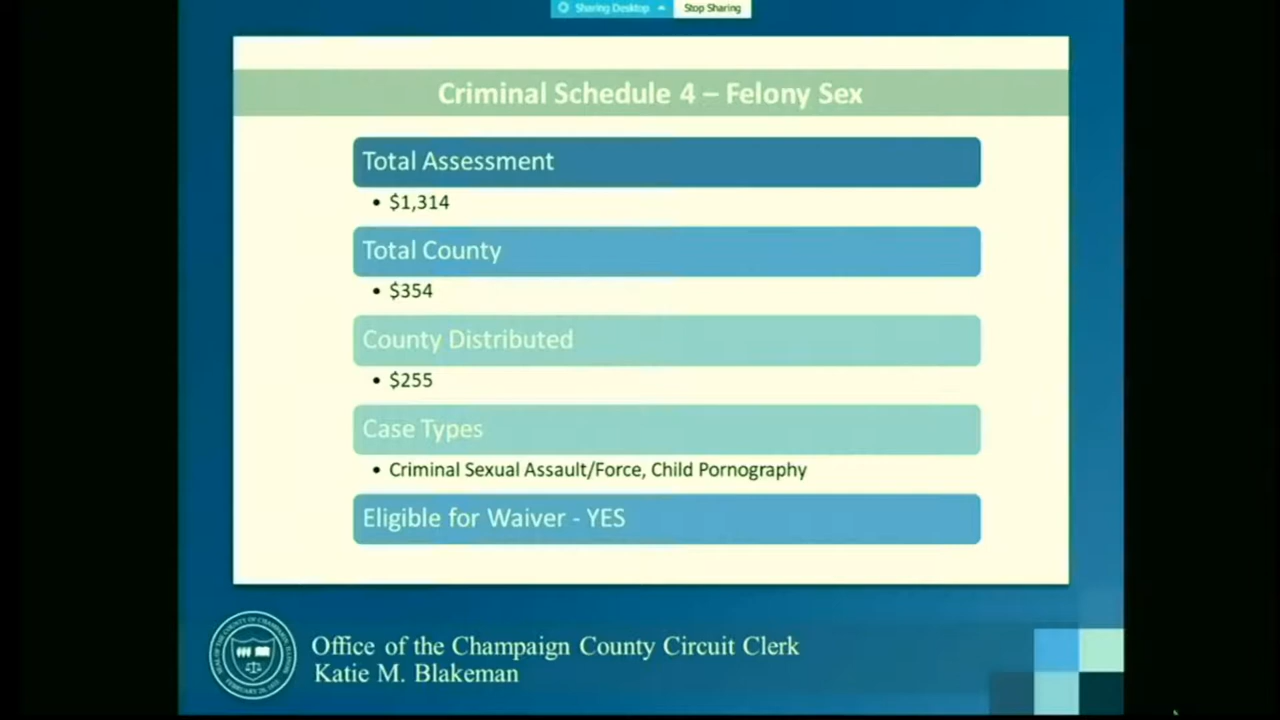 Sharing Desktop
Stop Sharing
Criminal Schedule 4 – Felony Sex
Total Assessment
• $1,314
Total County
• $354
County Distributed
• $255
Case Types
• Criminal Sexual Assault/Force, Child Pornography
Eligible for Waiver - YES
Office of the Champaign County Circuit Clerk
Katie M. Blakeman